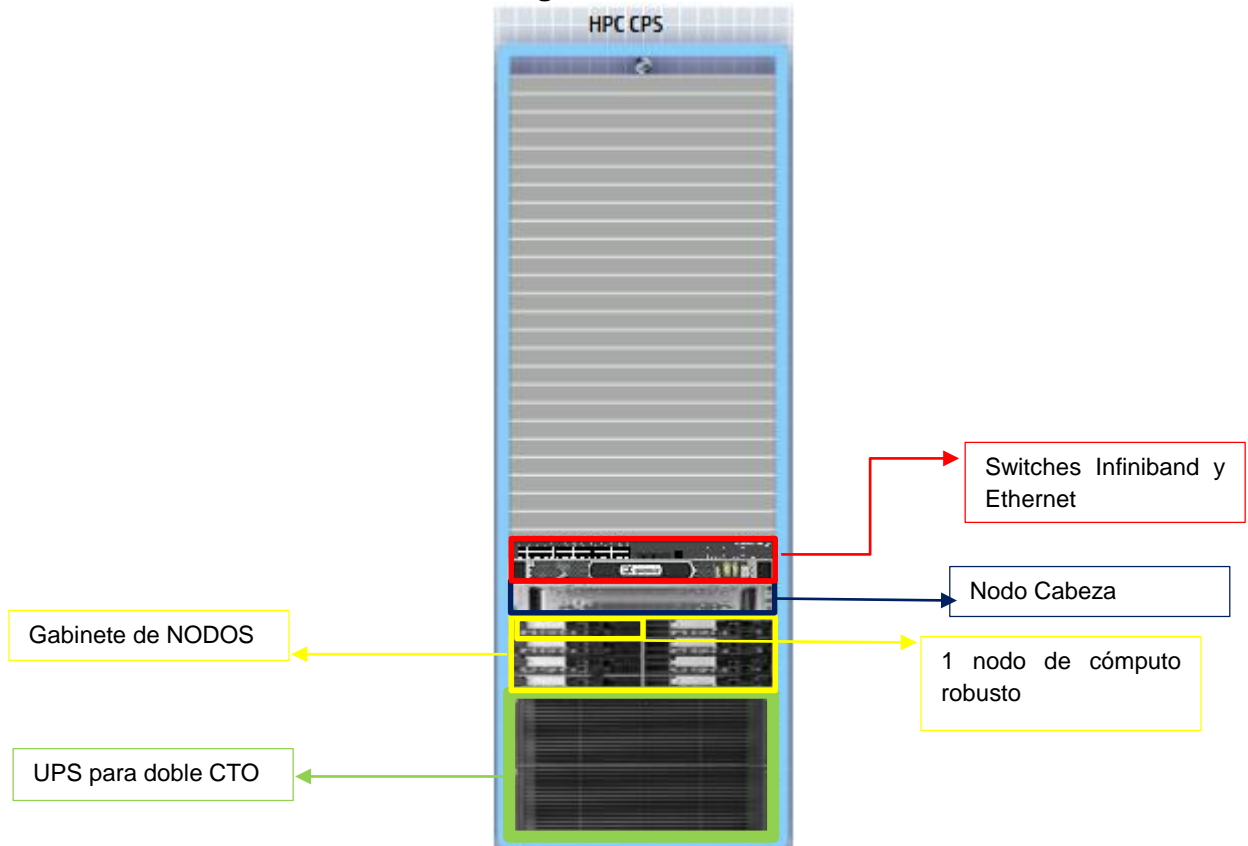 HPC CPS
Switches Infiniband y
Ethernet
Nodo Cabeza
Gabinete de NODOS
1 nodo de cómputo
robusto
UPS para doble CTO